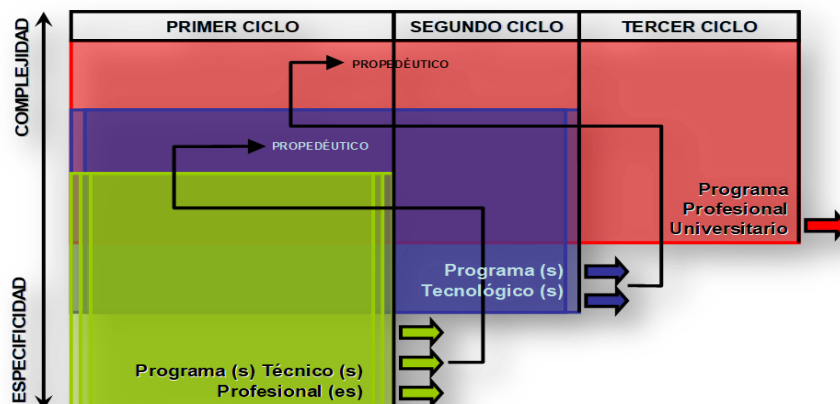 COMPLEJIDAD
ESPECIFICIDAD
PRIMER CICLO
SEGUNDO CICLO
TERCER CICLO
PROPEDÉUTICO
PROPEDÉUTICO
Programa
Profesional
Universitario
Programa (s)
Tecnológico (s)
Programa (s) Técnico (s)
Profesional (es)